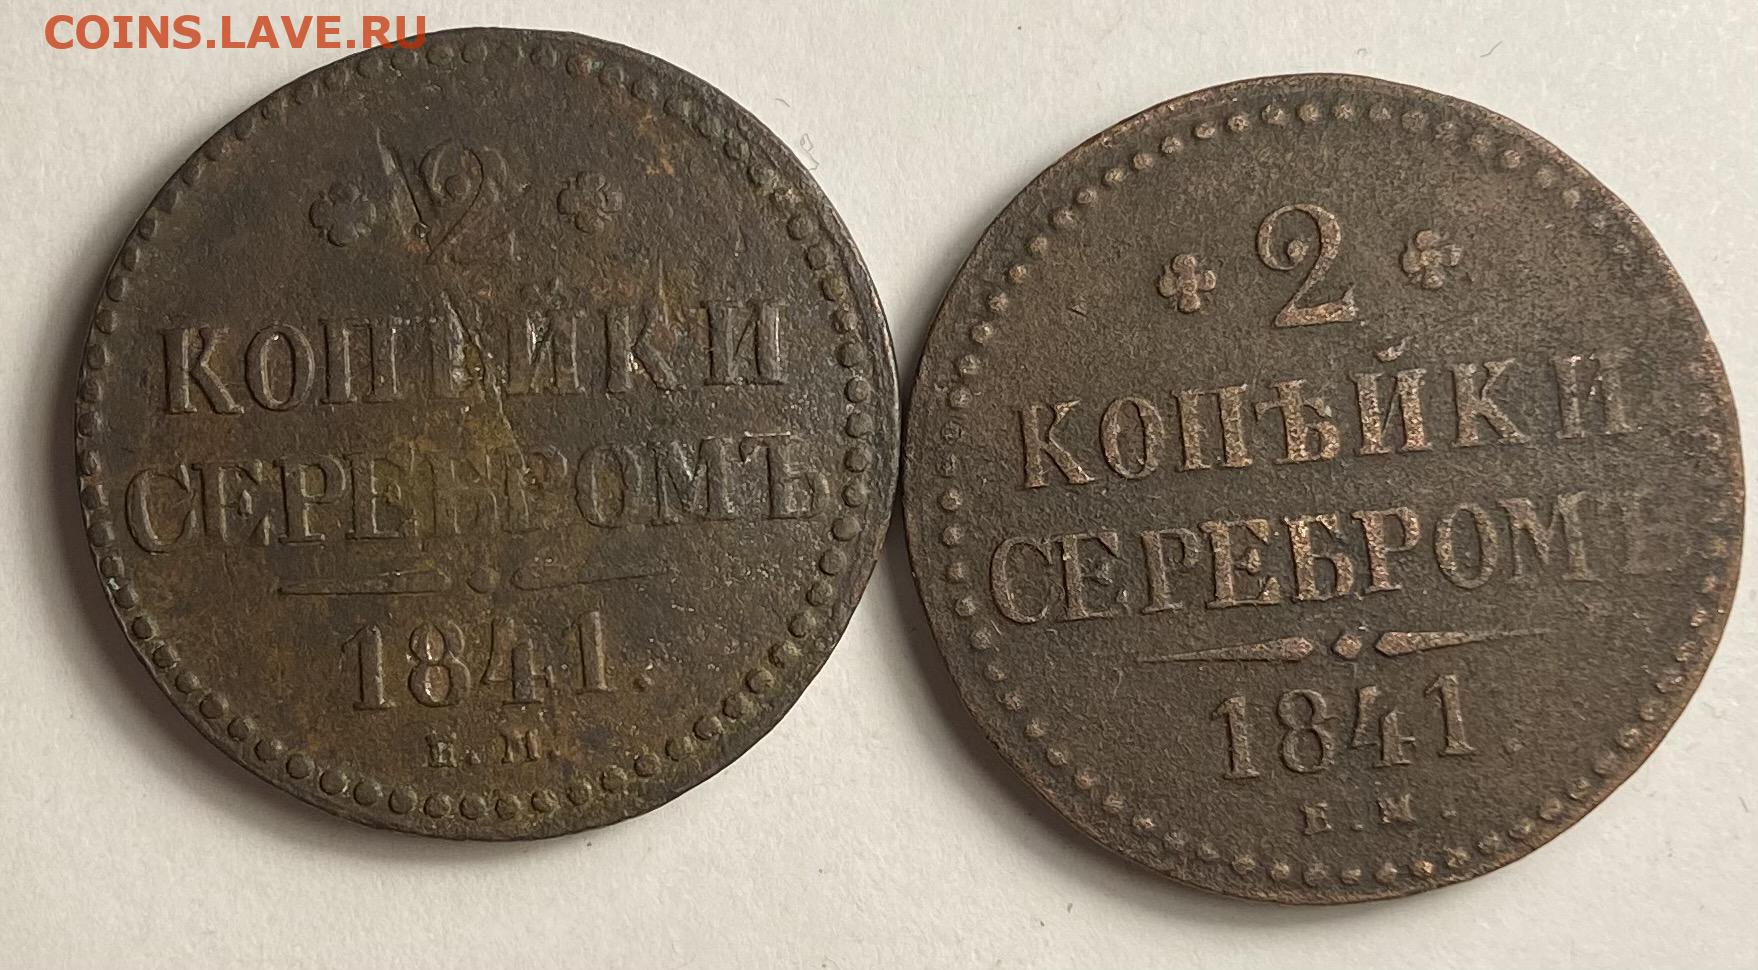 COINS.LAVE.RU
2
КОПѢЙКИ
СЕРЕБРОМЪ
1841.
Е.М.
2
КОПѢЙКИ
СЕРЕБРОМЪ
1841.
Е.М.